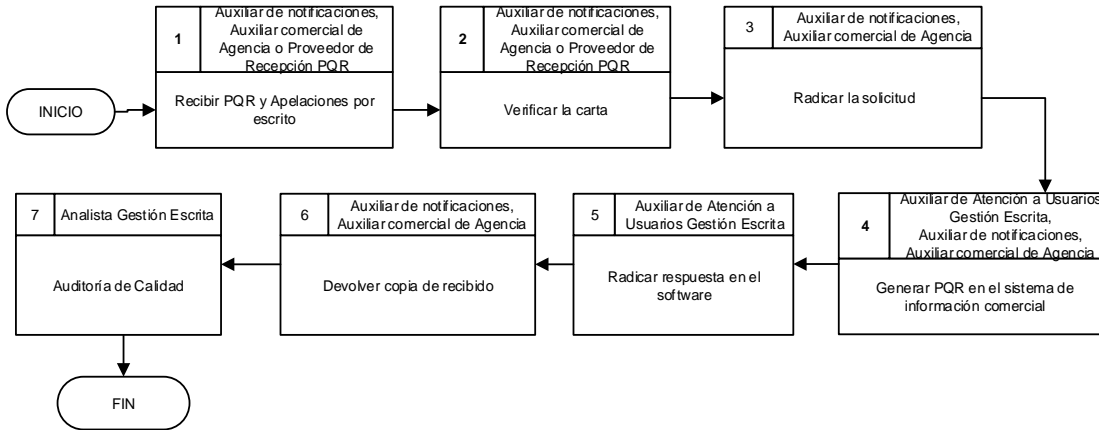 1
Auxiliar de notificaciones,
Auxiliar comercial de
Agencia o Proveedor de
Recepción PQR
2
Auxiliar de notificaciones,
Auxiliar comercial de
Agencia o Proveedor de
Recepción PQR
3
Auxiliar de notificaciones,
Auxiliar comercial de Agencia
INICIO
Recibir PQR y Apelaciones por
escrito
Verificar la carta
Radicar la solicitud
7
Analista Gestión Escrita
6
Auxiliar de notificaciones,
Auxiliar comercial de Agencia
5
Auxiliar de Atención a
Usuarios Gestión Escrita
4
Auxiliar de Atención a Usuarios
Gestión Escrita,
Auxiliar de notificaciones,
Auxiliar comercial de Agencia
Auditoría de Calidad
Devolver copia de recibido
Radicar respuesta en el
software
Generar PQR en el sistema de
información comercial
FIN